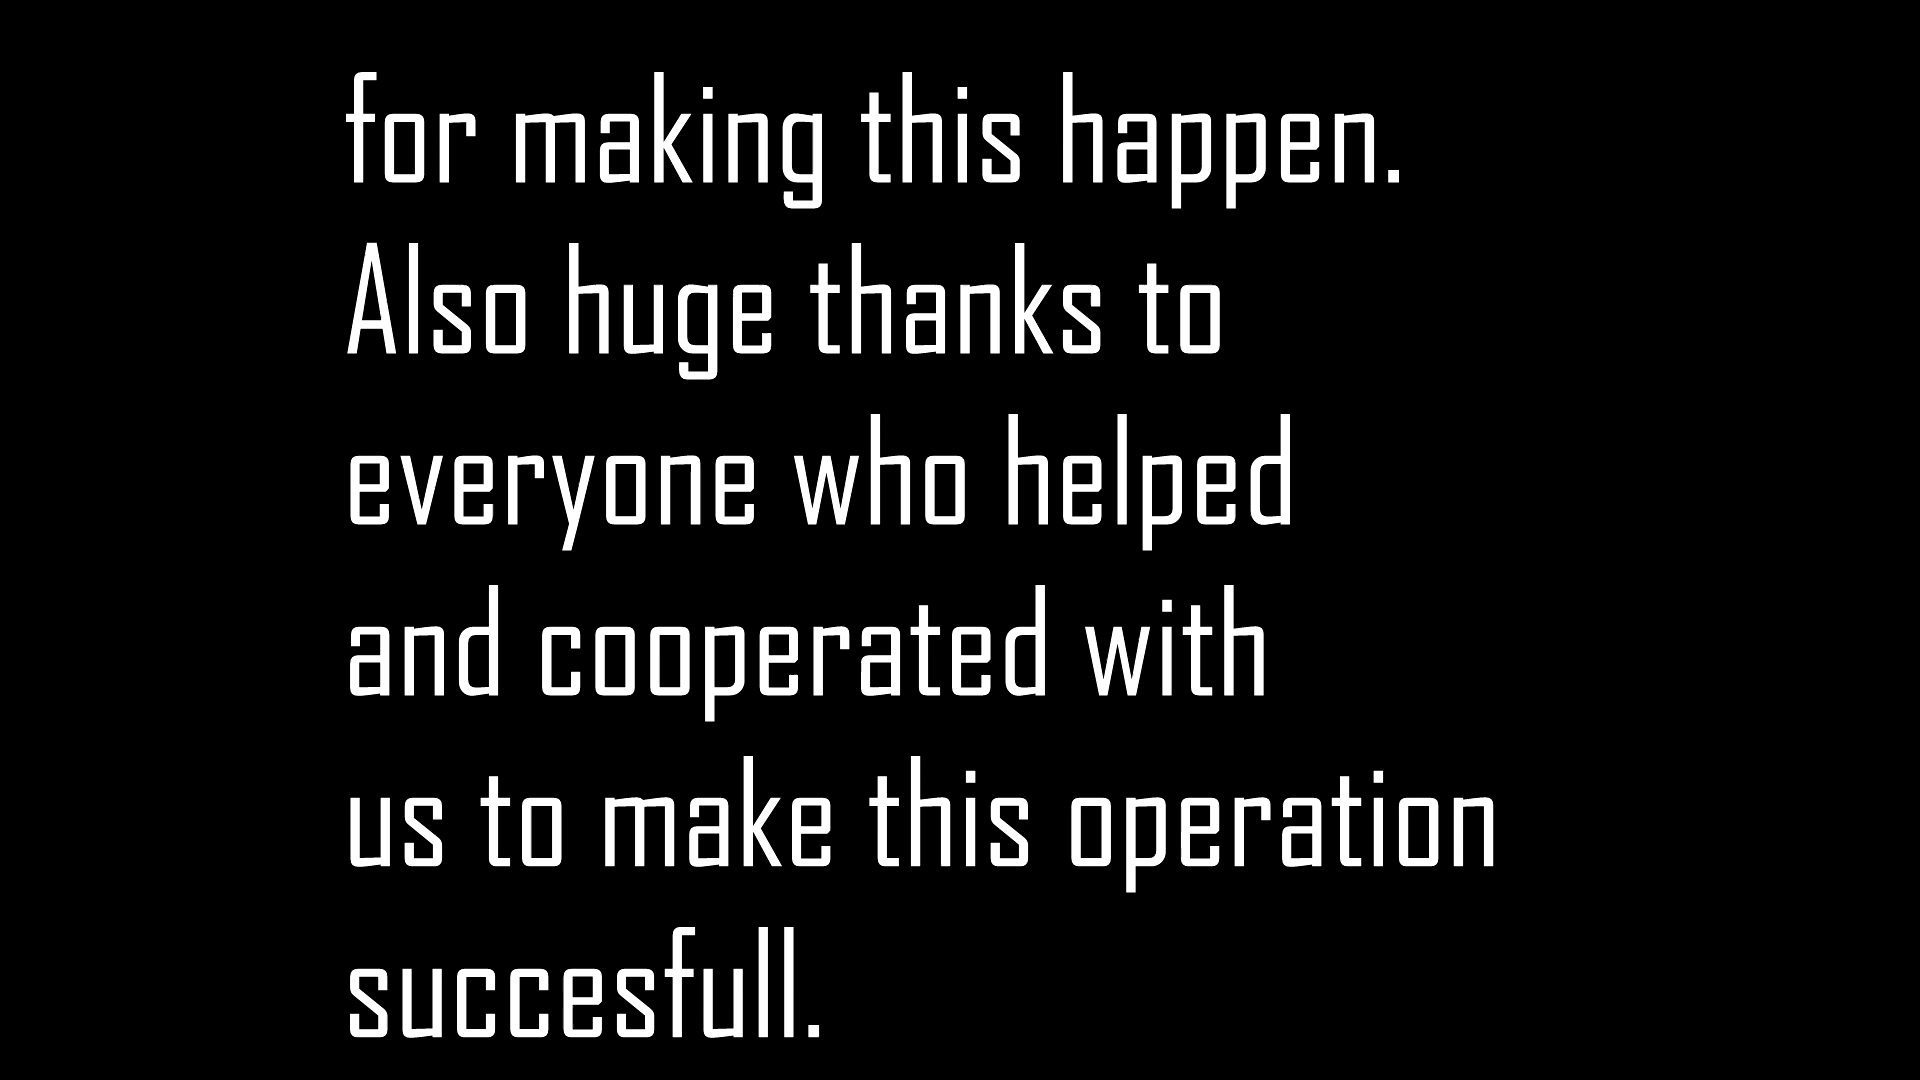 for making this happen.
Also huge thanks to
everyone who helped
and cooperated with
us to make this operation
succesfull.